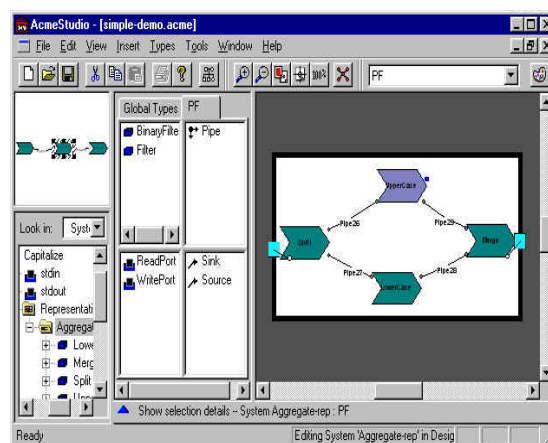 AcmeStudio - [simple-demo.acme]
File Edit View Insert Types Tools Window Help
100%
PF
Global Types PF
BinaryFilte
Filter
Pipe
UpperCase
Pipe26
Pipe29
Split
Merge
Pipe27
Pipe28
LowerCase
Look in: Syst
Capitalize
stdin
stdout
Representati
Aggregat
Lowe
Merg
Split
ReadPort
WritePort
Sink
Source
Show selection details -- System Aggregate-rep : PF
Ready
Editing System 'Aggregate-rep' in Desig